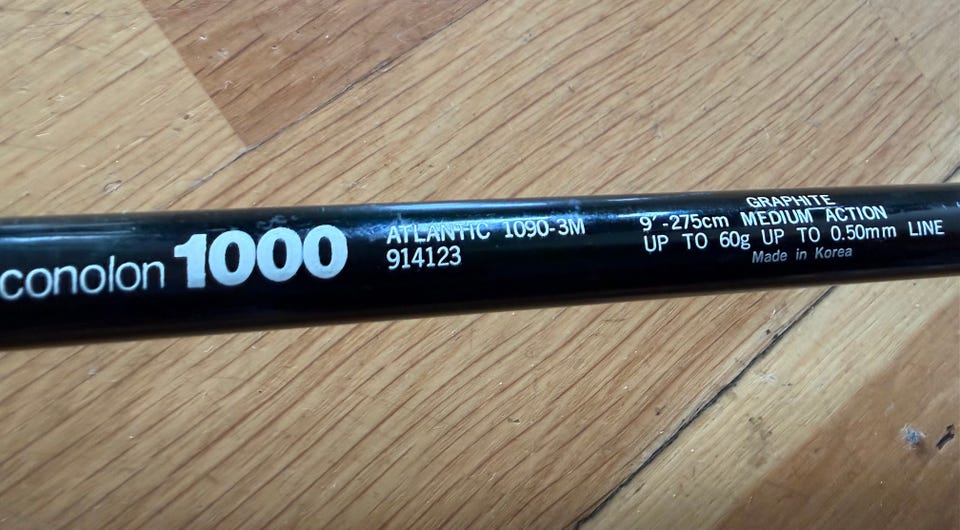 conolon 1000
ATLANTIC 1090-3M
914123
GRAPHITE
9'-275cm MEDIUM ACTION
UP TO 60g UP TO 0.50mm LINE
Made in Korea